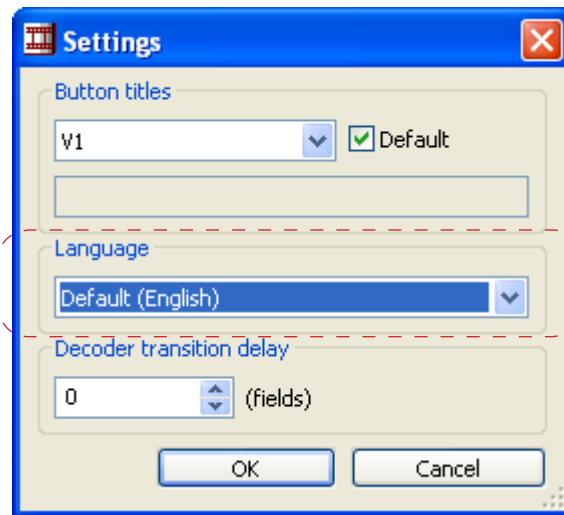 Settings
Button titles
V1
Default
Language
Default (English)
Decoder transition delay
0
(fields)
OK
Cancel